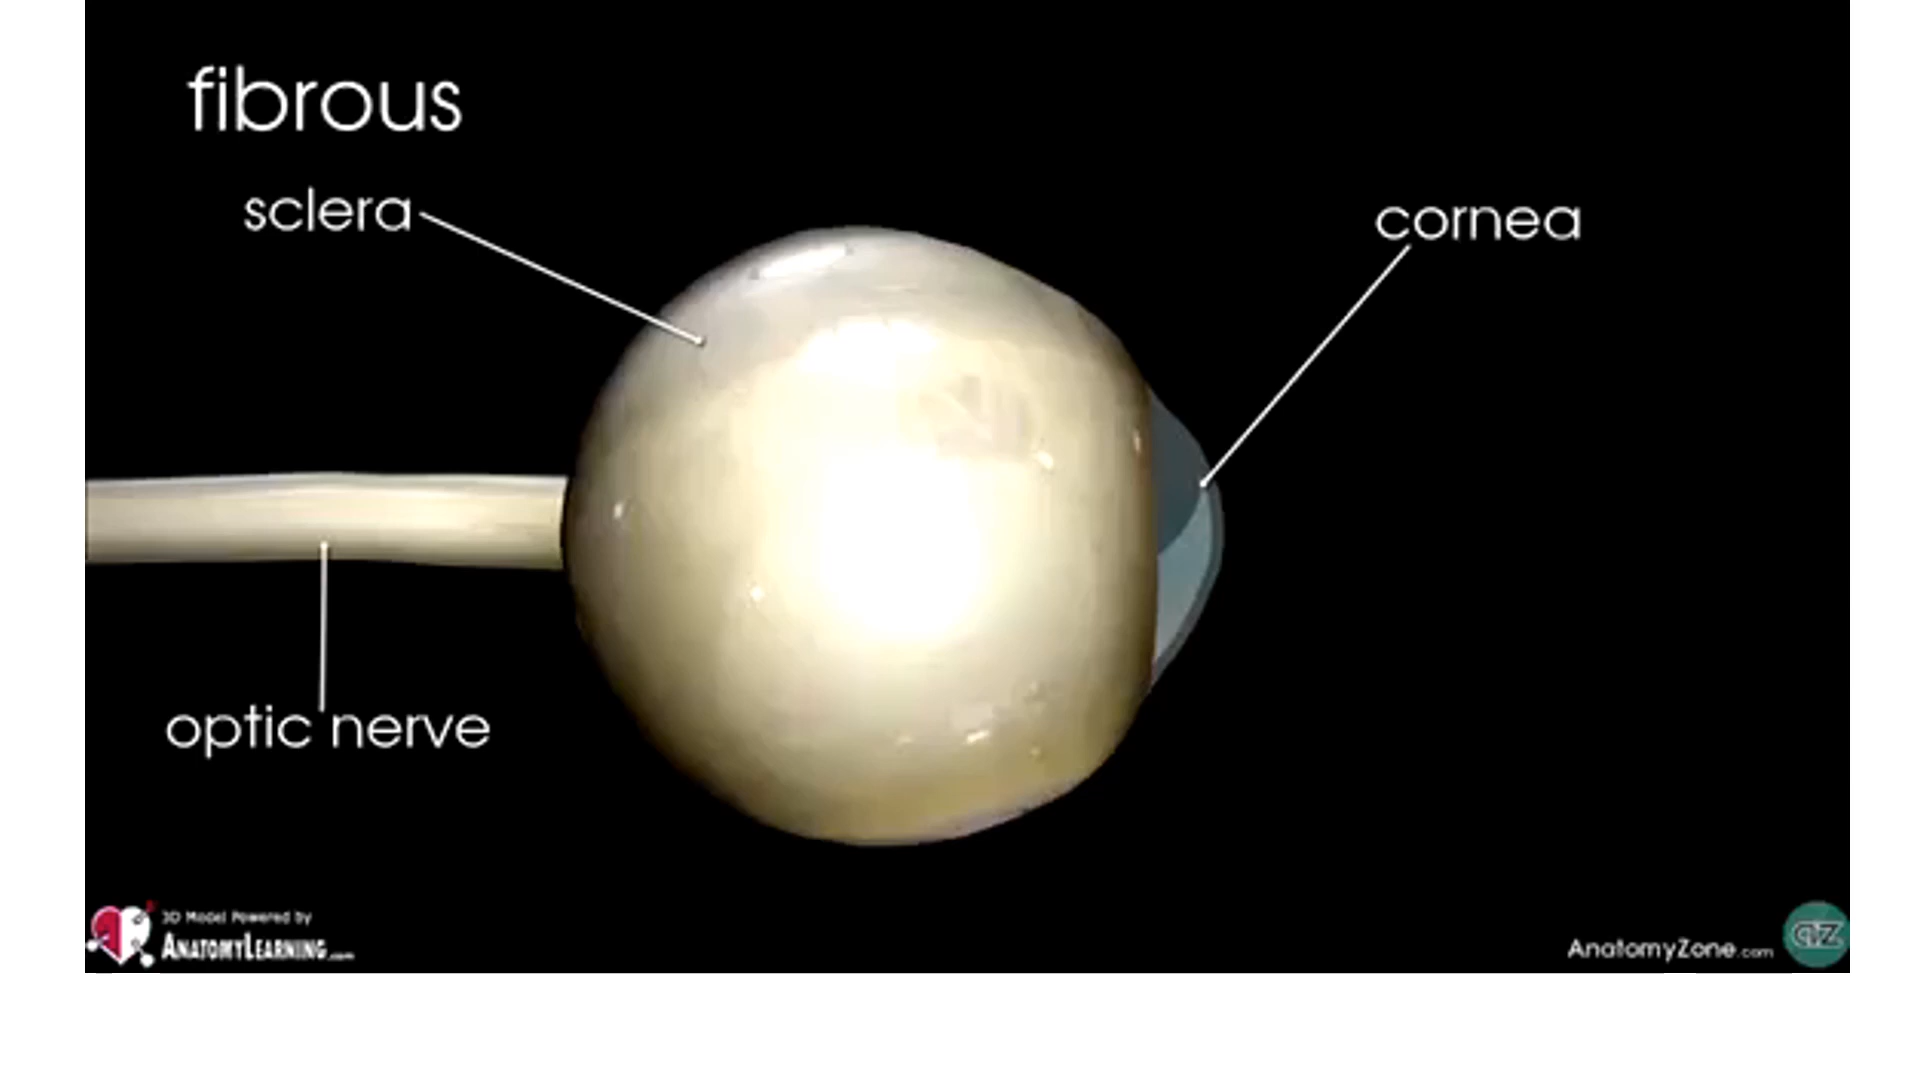 fibrous
sclera
cornea
optic nerve
3D Model Powered by
ANATOMYLEARNING.com
AnatomyZone.com
az